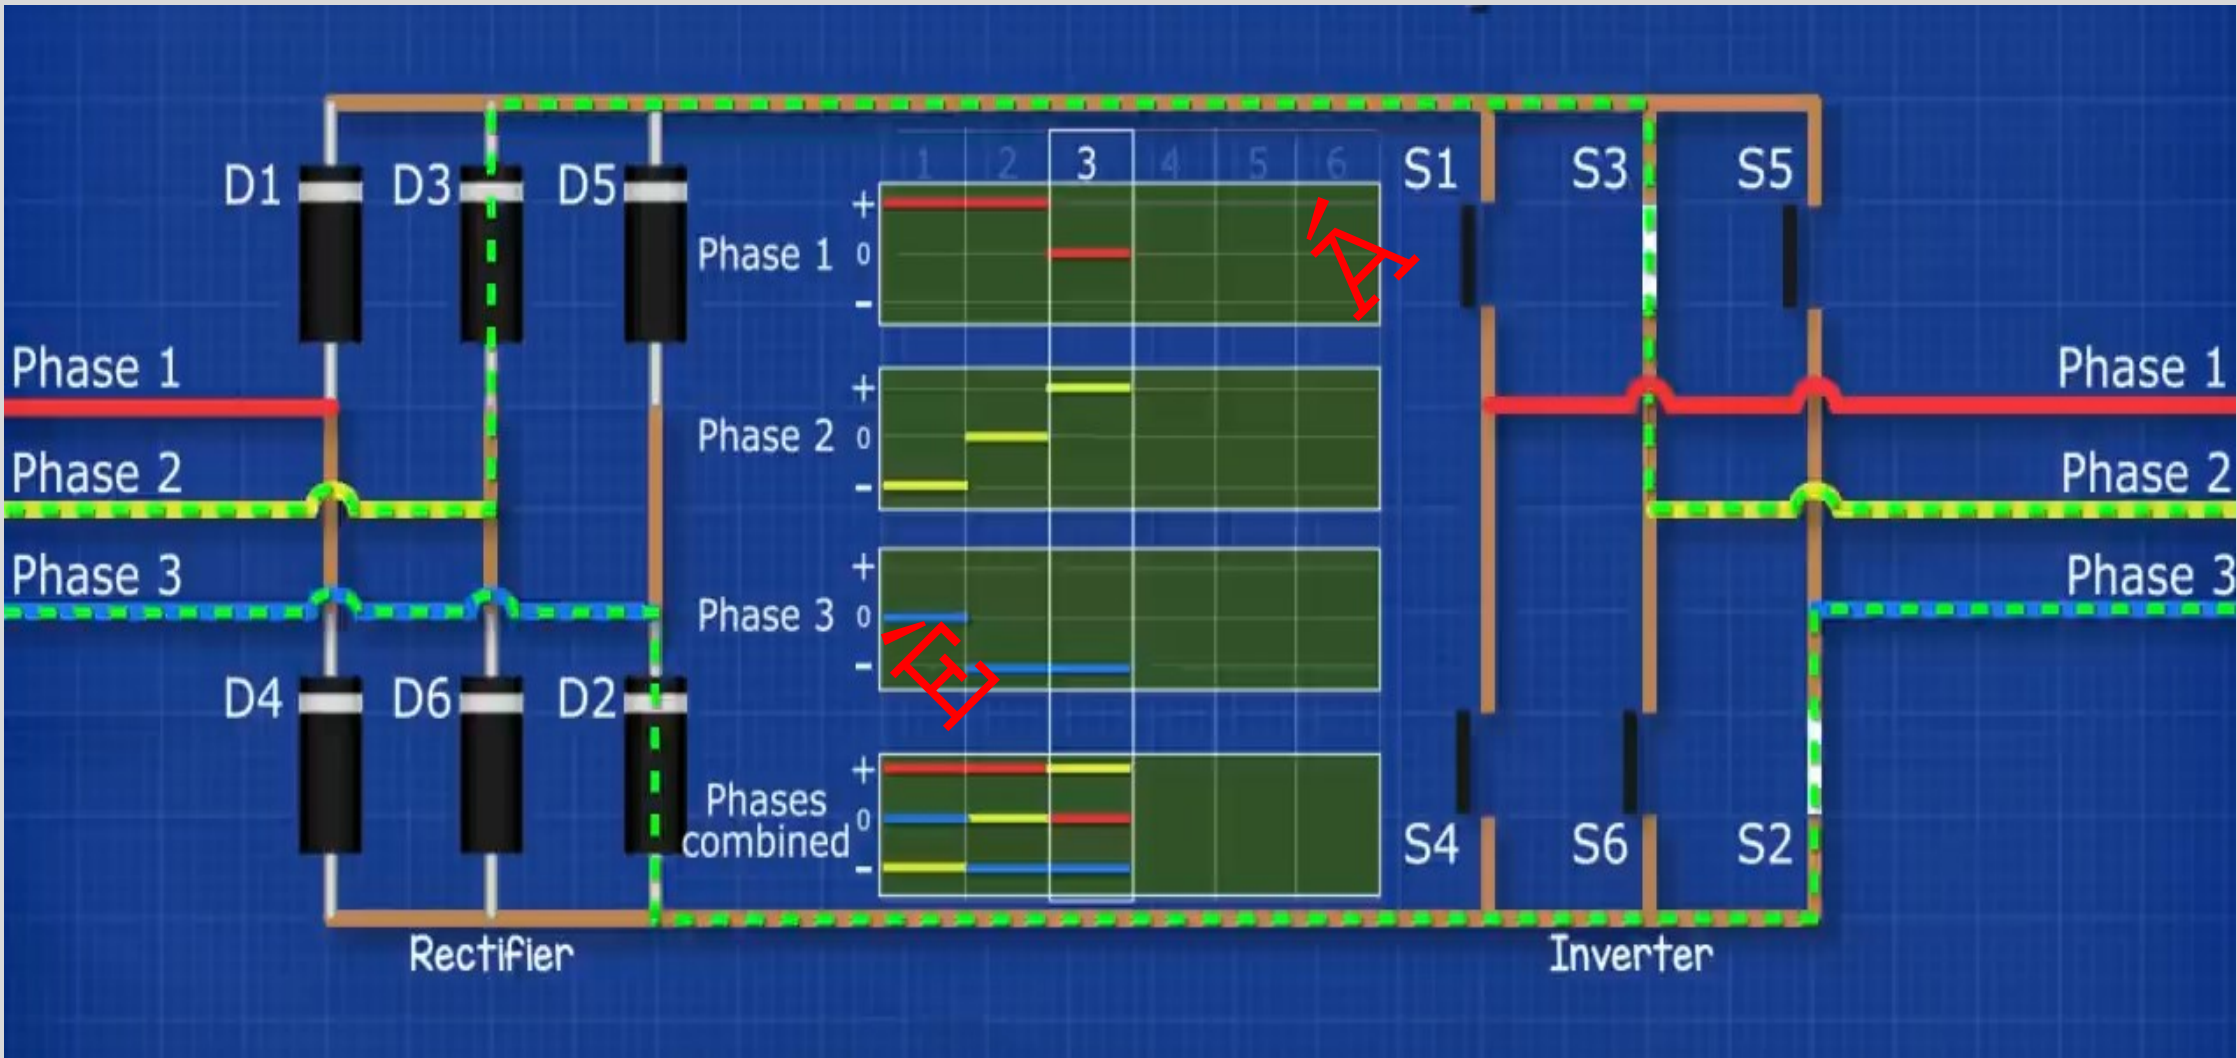 1 2 3 4 5 6
D1 D3 D5
S1 S3 S5
+
Phase 1 0
-
'A
Phase 1
Phase 1
+
Phase 2 0
-
Phase 2
Phase 2
+
Phase 3 0
-
'E
Phase 3
Phase 3
D4 D6 D2
+
Phases
combined 0
-
S4 S6 S2
Rectifier
Inverter